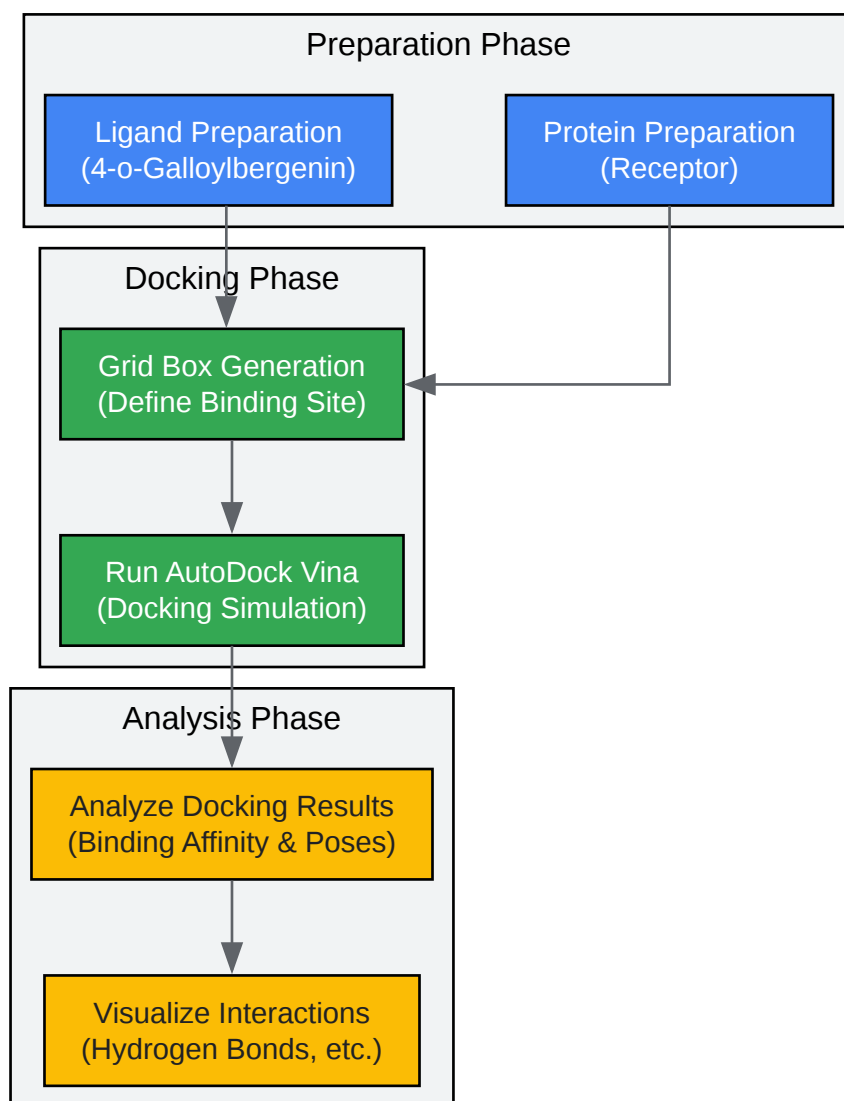 Preparation Phase
Ligand Preparation
(4-o-Galloylbergenin)
Protein Preparation
(Receptor)
Docking Phase
Grid Box Generation
(Define Binding Site)
Run AutoDock Vina
(Docking Simulation)
Analysis Phase
Analyze Docking Results
(Binding Affinity & Poses)
Visualize Interactions
(Hydrogen Bonds, etc.)